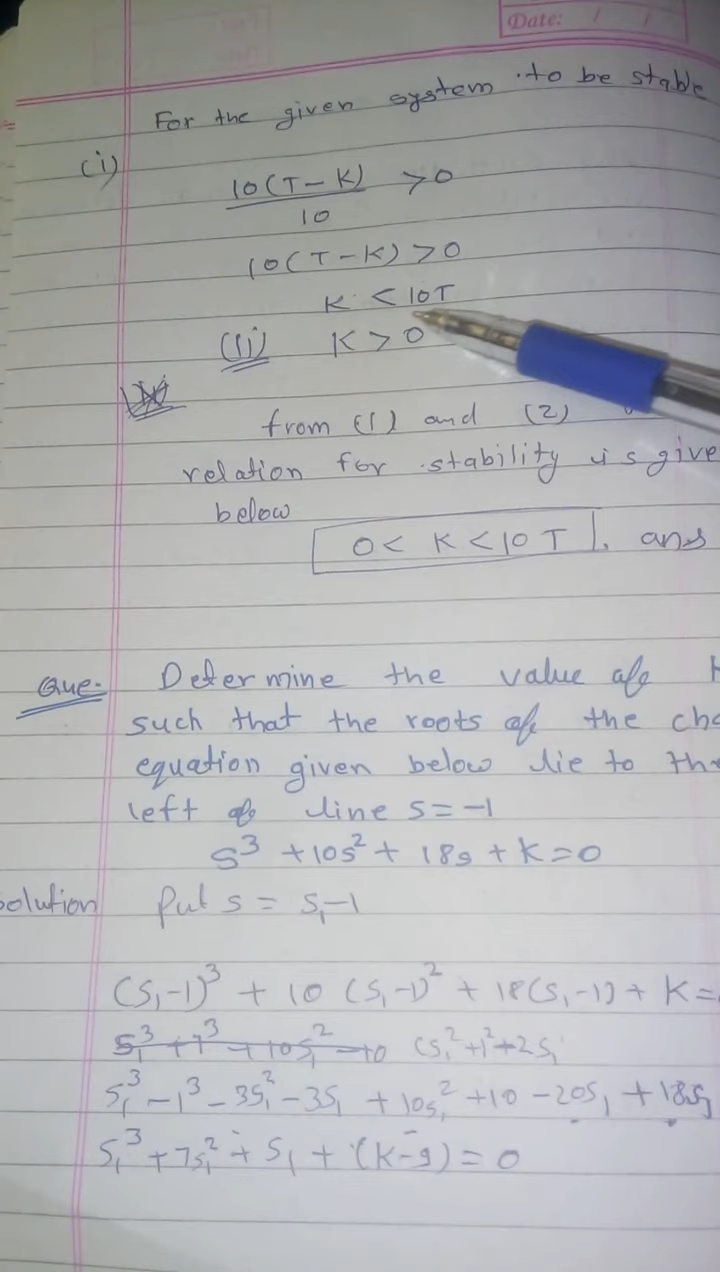 Date: / /
For the given system to be stable
(i)
10(T-K)/10 >0
10(T-K) >0
K < 10T
(ii) K > 0
from (1) and (2)
relation for stability is give
below
0 < K < 10 T . ans
Que. Determine the value of
such that the roots of the cha
equation given below lie to the
left of line s = -1
s³ + 10s² + 18s + K = 0
solution Put s = s₁-1
(s₁-1)³ + 10 (s₁-1)² + 18(s₁-1) + K =
s₁³ + 1³ + 10s₁² - 10 (s₁²+1²+2s₁
s₁³ - 1³ - 3s₁² - 3s₁ + 10s₁² + 10 - 20s₁ + 18s₁
s₁³ + 7s₁² + s₁ + (K-9) = 0